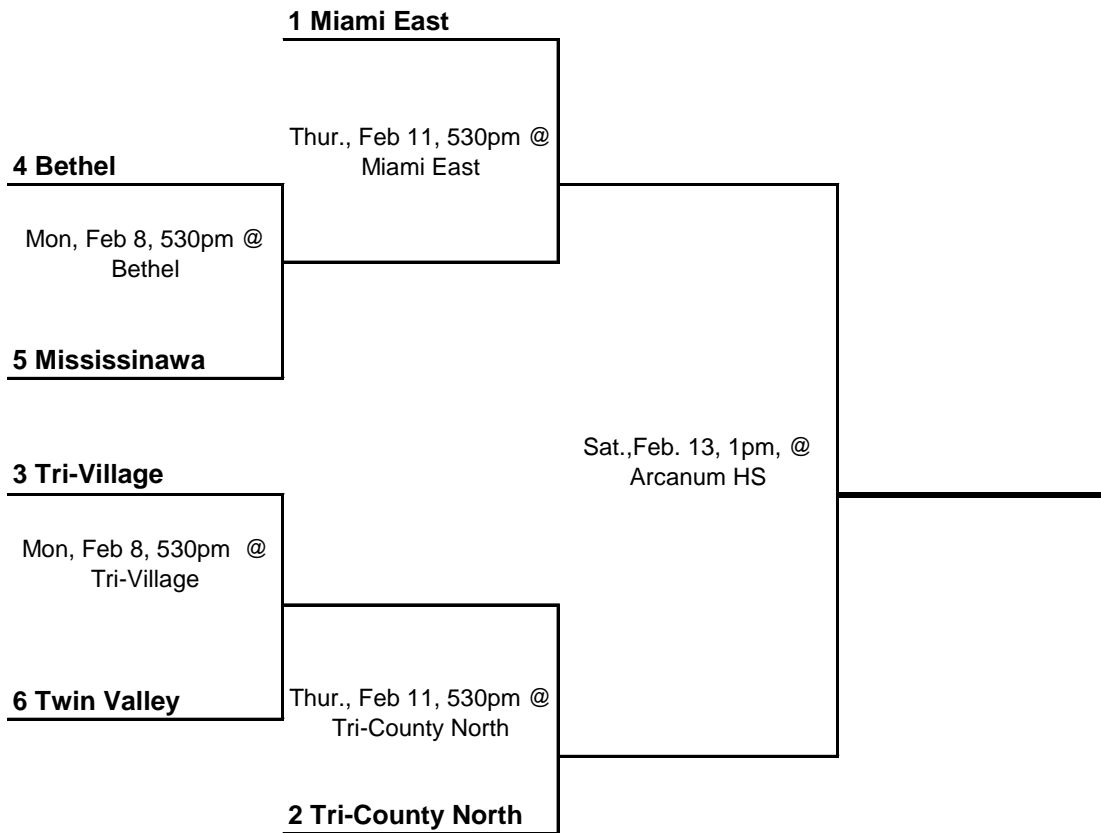 1 Miami East
Thur., Feb 11, 530pm @
Miami East
4 Bethel
Mon, Feb 8, 530pm @
Bethel
5 Mississinawa
Sat.,Feb. 13, 1pm, @
Arcanum HS
3 Tri-Village
Mon, Feb 8, 530pm  @
Tri-Village
6 Twin Valley
Thur., Feb 11, 530pm @
Tri-County North
2 Tri-County North